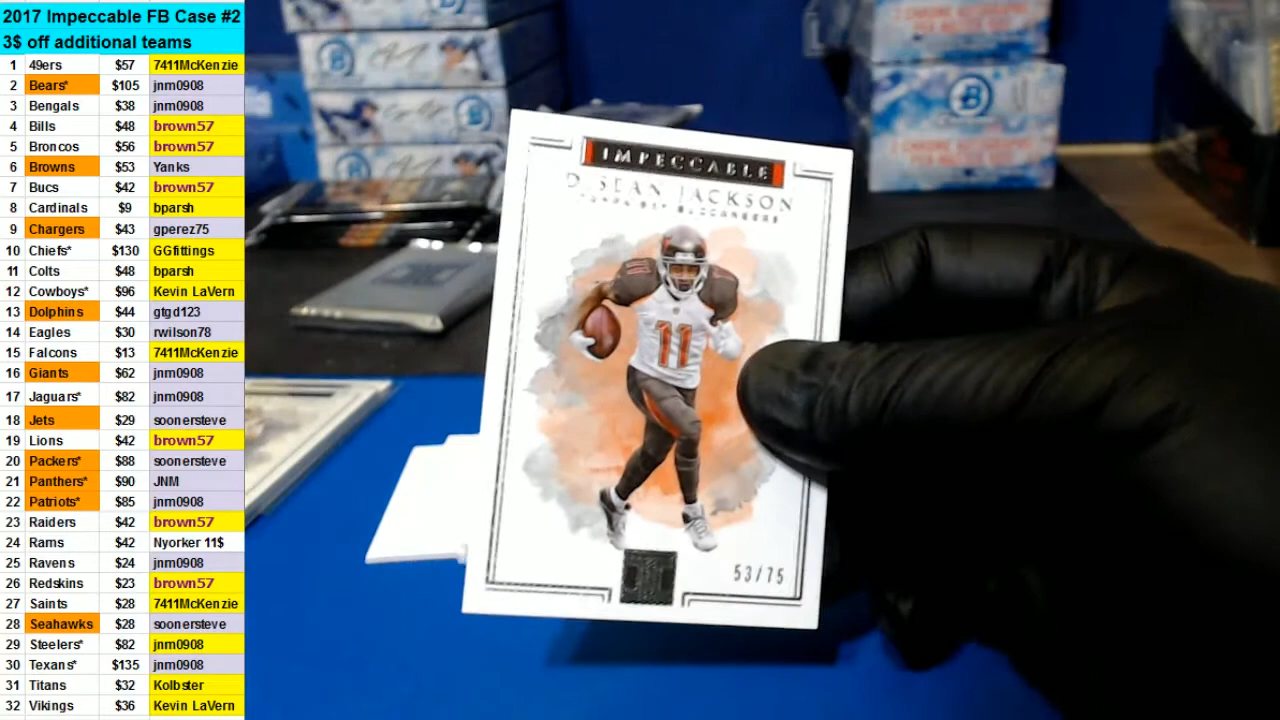 2017 Impeccable FB Case #2
3$ off additional teams
1 49ers $57 7411McKenzie
2 Bears* $105 jnm0908
3 Bengals $38 jnm0908
4 Bills $48 brown57
5 Broncos $56 brown57
6 Browns $53 Yanks
7 Bucs $42 brown57
8 Cardinals $9 bparsh
9 Chargers $43 gperez75
10 Chiefs* $130 GGfittings
11 Colts $48 bparsh
12 Cowboys* $96 Kevin LaVern
13 Dolphins $44 gtgd123
14 Eagles $30 rwilson78
15 Falcons $13 7411McKenzie
16 Giants $62 jnm0908
17 Jaguars* $82 jnm0908
18 Jets $29 soonersteve
19 Lions $42 brown57
20 Packers* $88 soonersteve
21 Panthers* $90 JNM
22 Patriots* $85 jnm0908
23 Raiders $42 brown57
24 Rams $42 Nyorker 11$
25 Ravens $24 jnm0908
26 Redskins $23 brown57
27 Saints $28 7411McKenzie
28 Seahawks $28 soonersteve
29 Steelers* $82 jnm0908
30 Texans* $135 jnm0908
31 Titans $32 Kolbster
32 Vikings $36 Kevin LaVern
IMPECCABLE
DESEAN JACKSON
TAMPA BAY BUCCANEERS
11
11
53/75
B
B